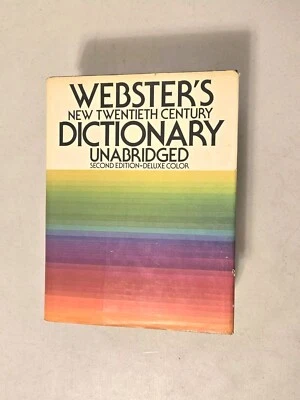 WEBSTER'S
NEW TWENTIETH CENTURY
DICTIONARY
UNABRIDGED
SECOND EDITION•DELUXE COLOR